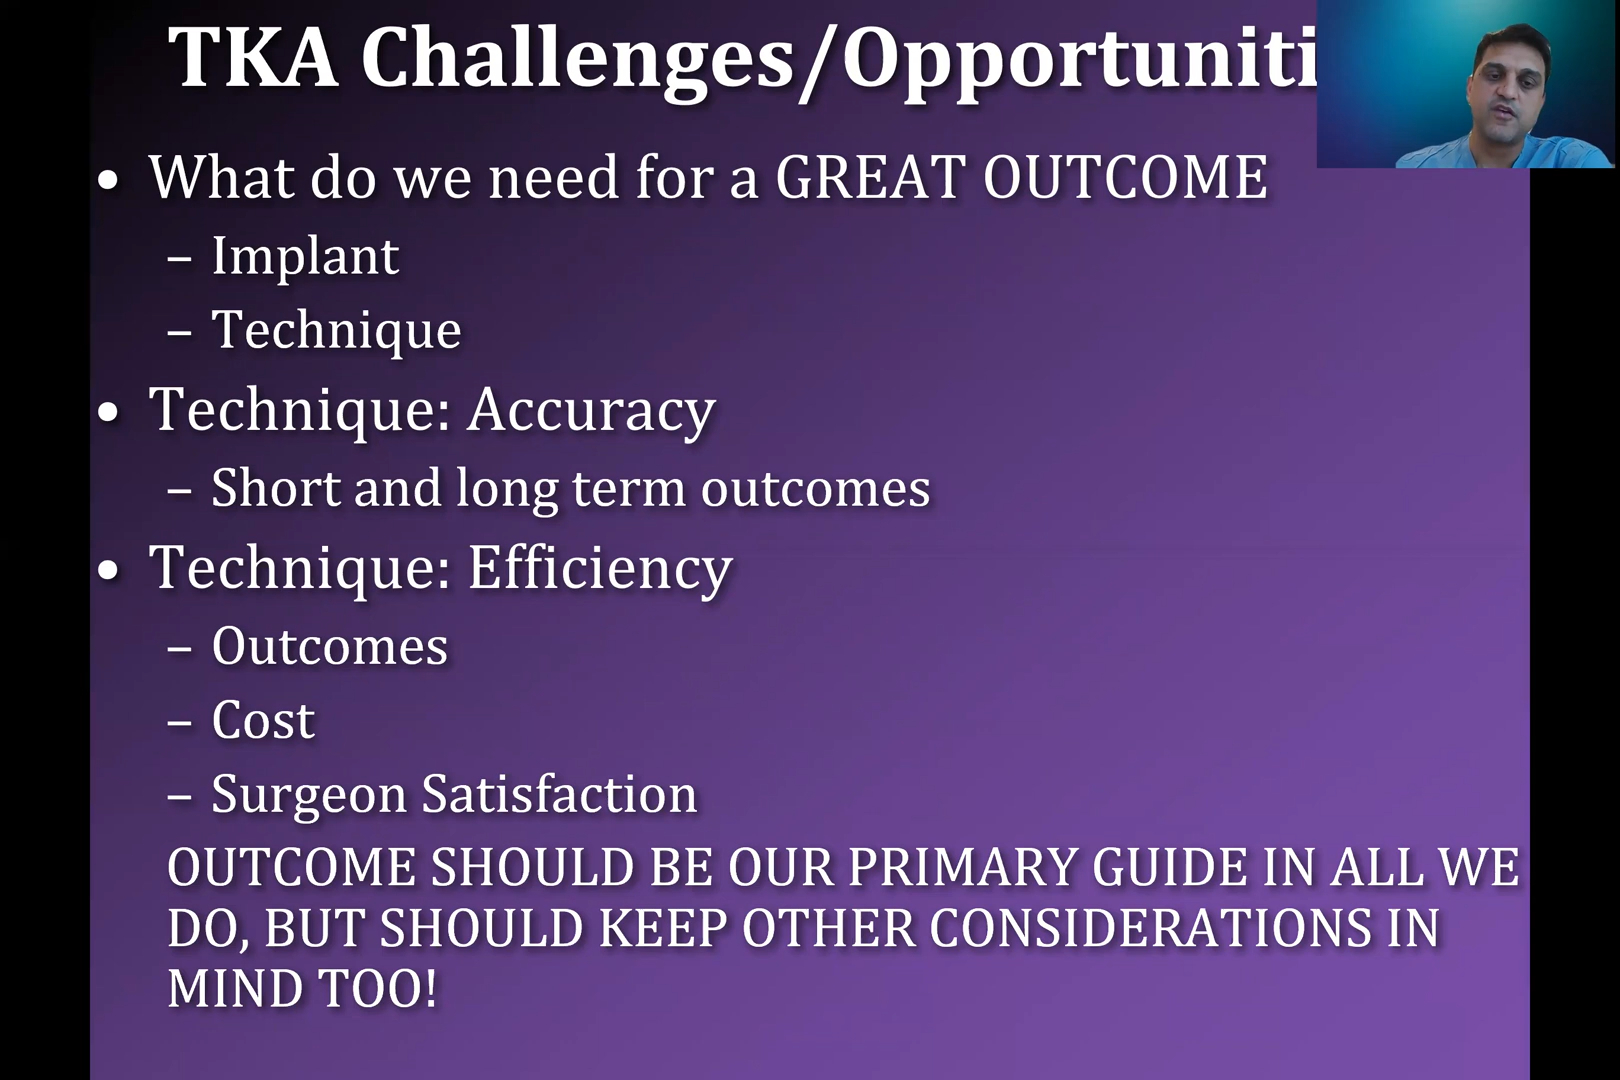 TKA Challenges/Opportuniti
• What do we need for a GREAT OUTCOME
– Implant
– Technique
• Technique: Accuracy
– Short and long term outcomes
• Technique: Efficiency
– Outcomes
– Cost
– Surgeon Satisfaction
OUTCOME SHOULD BE OUR PRIMARY GUIDE IN ALL WE
DO, BUT SHOULD KEEP OTHER CONSIDERATIONS IN
MIND TOO!